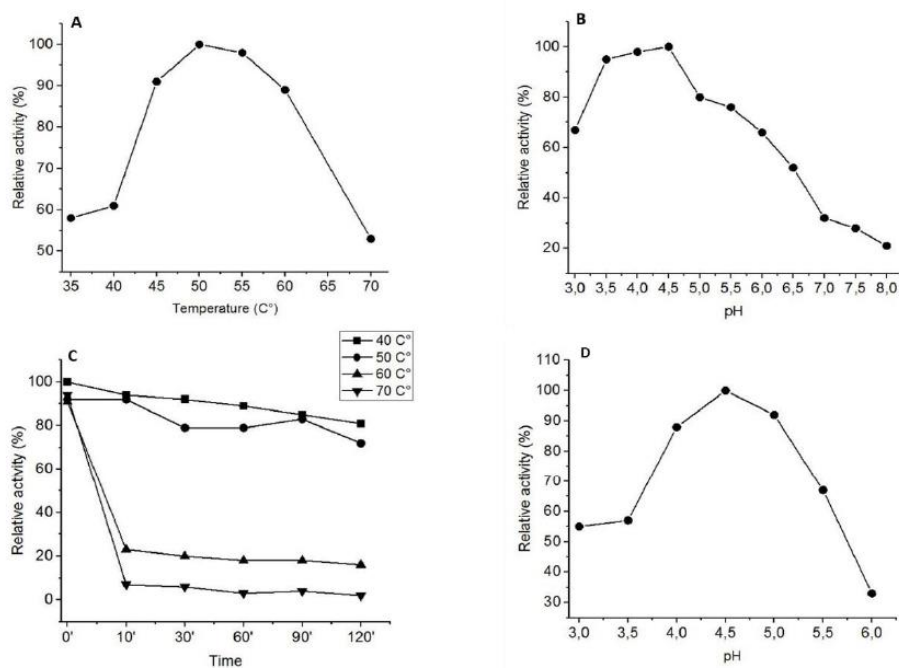 A
Relative activity (%)
100
90
80
70
60
50
35 40 45 50 55 60 65 70
Temperature (C°)
B
Relative activity (%)
100
80
60
40
20
3,0 3,5 4,0 4,5 5,0 5,5 6,0 6,5 7,0 7,5 8,0
pH
C
40 C°
50 C°
60 C°
70 C°
Relative activity (%)
100
80
60
40
20
0
0' 10' 30' 60' 90' 120'
Time
D
Relative activity (%)
110
100
90
80
70
60
50
40
30
3,0 3,5 4,0 4,5 5,0 5,5 6,0
pH